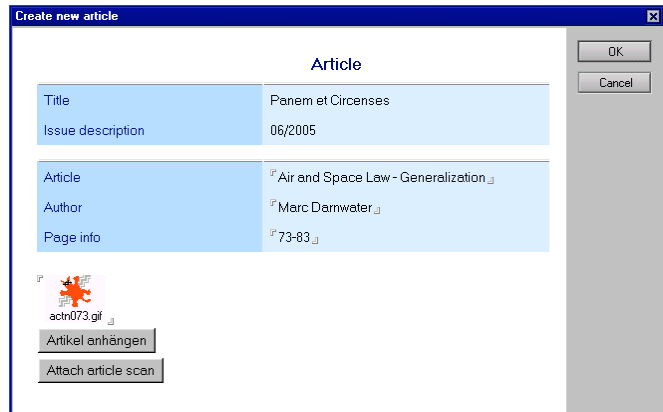 Create new article
OK
Cancel
Article
Title Panem et Circenses
Issue description 06/2005
Article Air and Space Law - Generalization
Author Marc Darnwater
Page info 73-83
actn073.gif
Artikel anhängen
Attach article scan